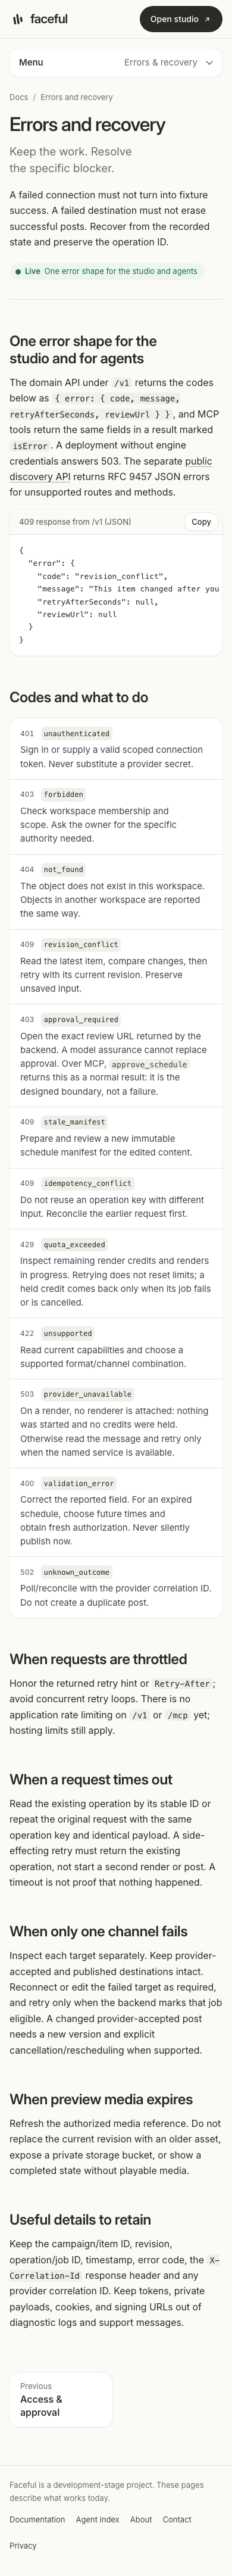 faceful
Open studio ↗
Menu
Errors & recovery
Docs / Errors and recovery
Errors and recovery
Keep the work. Resolve
the specific blocker.
A failed connection must not turn into fixture
success. A failed destination must not erase
successful posts. Recover from the recorded
state and preserve the operation ID.
Live One error shape for the studio and agents
One error shape for the
studio and for agents
The domain API under /v1 returns the codes
below as { error: { code, message,
retryAfterSeconds, reviewUrl } }, and MCP
tools return the same fields in a result marked
isError. A deployment without engine
credentials answers 503. The separate public
discovery API returns RFC 9457 JSON errors
for unsupported routes and methods.
409 response from /v1 (JSON)
Copy
{
"error": {
"code": "revision_conflict",
"message": "This item changed after you
"retryAfterSeconds": null,
"reviewUrl": null
}
}
Codes and what to do
401 unauthenticated
Sign in or supply a valid scoped connection
token. Never substitute a provider secret.
403 forbidden
Check workspace membership and
scope. Ask the owner for the specific
authority needed.
404 not_found
The object does not exist in this workspace.
Objects in another workspace are reported
the same way.
409 revision_conflict
Read the latest item, compare changes, then
retry with its current revision. Preserve
unsaved input.
403 approval_required
Open the exact review URL returned by the
backend. A model assurance cannot replace
approval. Over MCP, approve_schedule
returns this as a normal result: it is the
designed boundary, not a failure.
409 stale_manifest
Prepare and review a new immutable
schedule manifest for the edited content.
409 idempotency_conflict
Do not reuse an operation key with different
input. Reconcile the earlier request first.
429 quota_exceeded
Inspect remaining render credits and renders
in progress. Retrying does not reset limits; a
held credit comes back only when its job fails
or is cancelled.
422 unsupported
Read current capabilities and choose a
supported format/channel combination.
503 provider_unavailable
On a render, no renderer is attached: nothing
was started and no credits were held.
Otherwise read the message and retry only
when the named service is available.
400 validation_error
Correct the reported field. For an expired
schedule, choose future times and
obtain fresh authorization. Never silently
publish now.
502 unknown_outcome
Poll/reconcile with the provider correlation ID.
Do not create a duplicate post.
When requests are throttled
Honor the returned retry hint or Retry-After;
avoid concurrent retry loops. There is no
application rate limiting on /v1 or /mcp yet;
hosting limits still apply.
When a request times out
Read the existing operation by its stable ID or
repeat the original request with the same
operation key and identical payload. A side-
effecting retry must return the existing
operation, not start a second render or post. A
timeout is not proof that nothing happened.
When only one channel fails
Inspect each target separately. Keep provider-
accepted and published destinations intact.
Reconnect or edit the failed target as required,
and retry only when the backend marks that job
eligible. A changed provider-accepted post
needs a new version and explicit
cancellation/rescheduling when supported.
When preview media expires
Refresh the authorized media reference. Do not
replace the current revision with an older asset,
expose a private storage bucket, or show a
completed state without playable media.
Useful details to retain
Keep the campaign/item ID, revision,
operation/job ID, timestamp, error code, the X-
Correlation-Id response header and any
provider correlation ID. Keep tokens, private
payloads, cookies, and signing URLs out of
diagnostic logs and support messages.
Previous
Access &
approval
Faceful is a development-stage project. These pages
describe what works today.
Documentation Agent index About Contact
Privacy